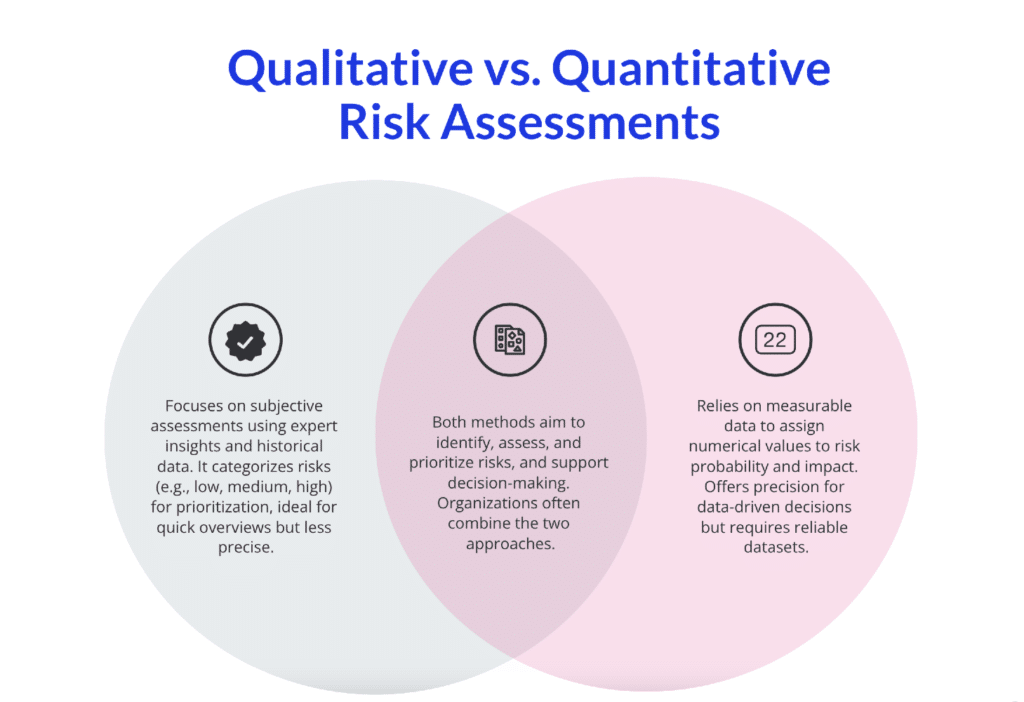 Qualitative vs. Quantitative
Risk Assessments
Focuses on subjective
assessments using expert
insights and historical
data. It categorizes risks
(e.g., low, medium, high)
for prioritization, ideal for
quick overviews but less
precise.
Both methods aim to
identify, assess, and
prioritize risks, and support
decision-making.
Organizations often
combine the two
approaches.
22
Relies on measurable
data to assign
numerical values to risk
probability and impact.
Offers precision for
data-driven decisions
but requires reliable
datasets.